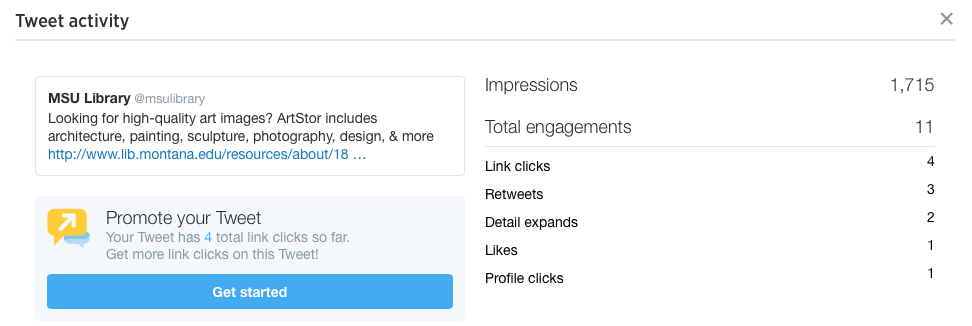 Tweet activity
MSU Library @msulibrary
Looking for high-quality art images? ArtStor includes
architecture, painting, sculpture, photography, design, & more
http://www.lib.montana.edu/resources/about/18 …
Promote your Tweet
Your Tweet has 4 total link clicks so far.
Get more link clicks on this Tweet!
Get started
Impressions 1,715
Total engagements 11
Link clicks 4
Retweets 3
Detail expands 2
Likes 1
Profile clicks 1